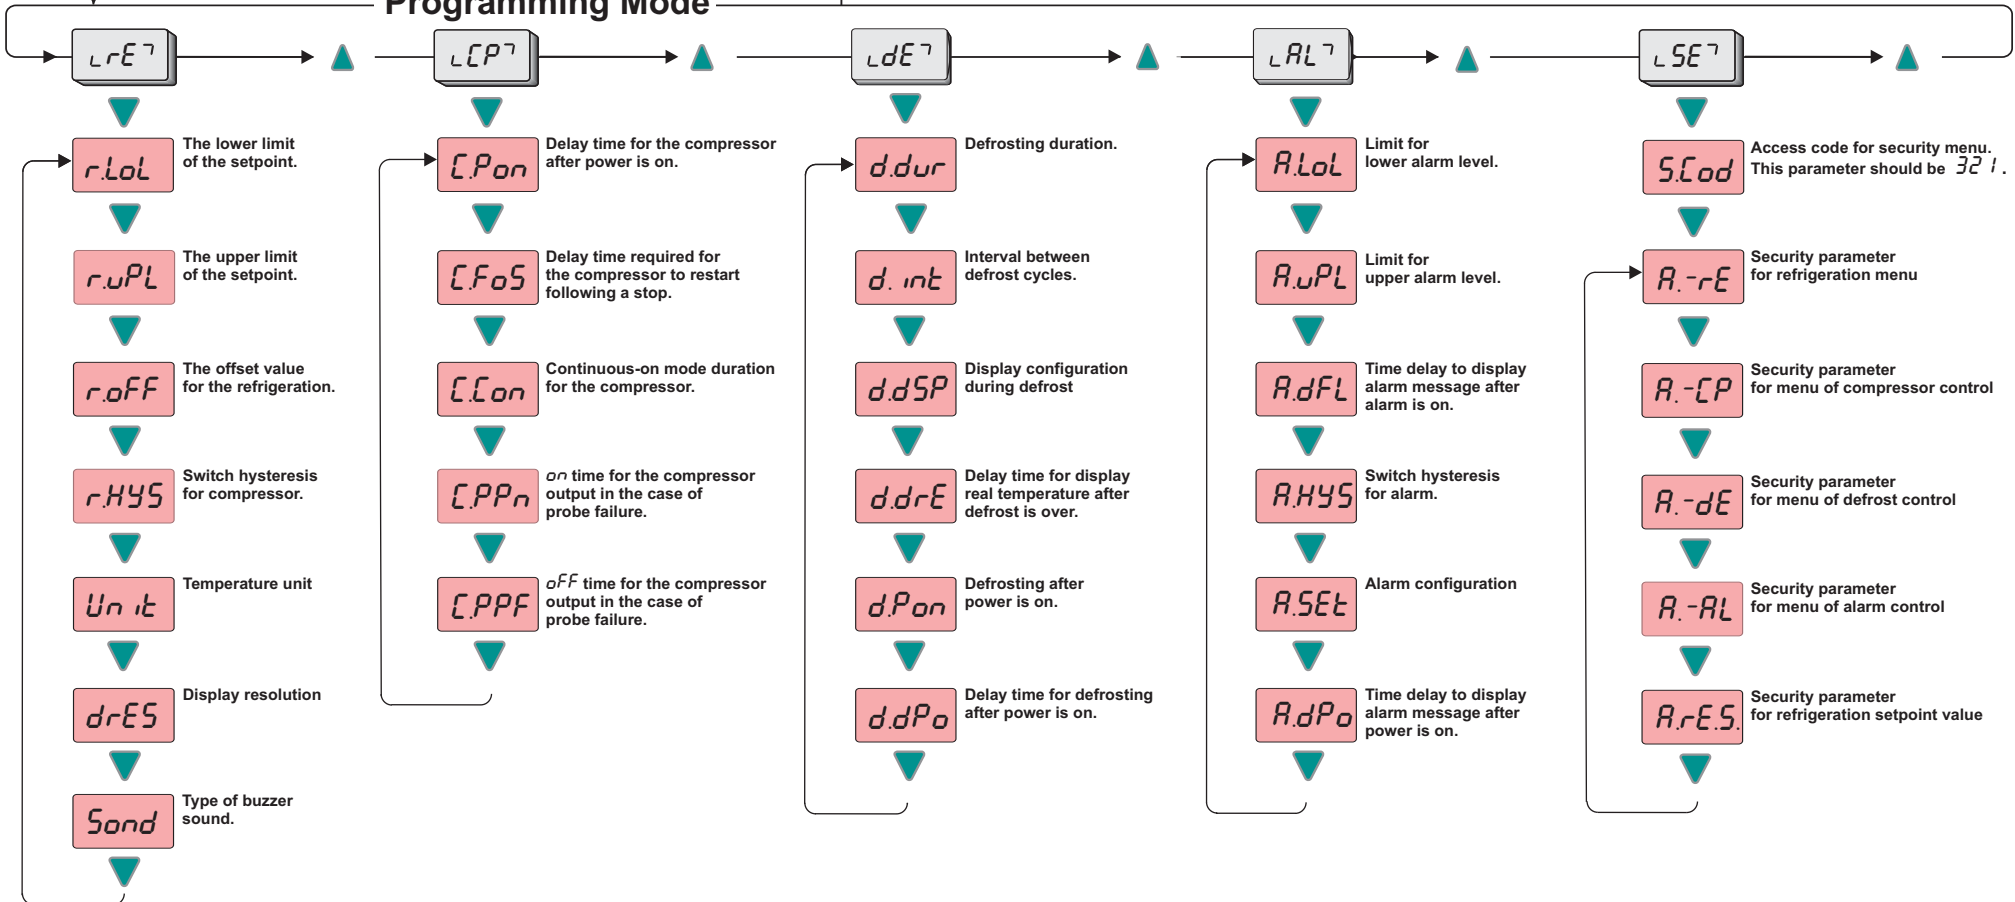 Programming Mode
rE
CP
dE
AL
SE
r.LoL
The lower limit
of the setpoint.
r.uPL
The upper limit
of the setpoint.
r.oFF
The offset value
for the refrigeration.
r.HYS
Switch hysteresis
for compressor.
Unit
Temperature unit
drES
Display resolution
Sond
Type of buzzer
sound.
C.Pon
Delay time for the compressor
after power is on.
C.FoS
Delay time required for
the compressor to restart
following a stop.
C.Con
Continuous-on mode duration
for the compressor.
C.PPn
on time for the compressor
output in the case of
probe failure.
C.PPF
oFF time for the compressor
output in the case of
probe failure.
d.dur
Defrosting duration.
d.int
Interval between
defrost cycles.
d.dSP
Display configuration
during defrost
d.drE
Delay time for display
real temperature after
defrost is over.
d.Pon
Defrosting after
power is on.
d.dPo
Delay time for defrosting
after power is on.
A.LoL
Limit for
lower alarm level.
A.uPL
Limit for
upper alarm level.
A.dFL
Time delay to display
alarm message after
alarm is on.
A.HYS
Switch hysteresis
for alarm.
A.SEt
Alarm configuration
A.dPo
Time delay to display
alarm message after
power is on.
S.Cod
Access code for security menu.
This parameter should be 321.
A.-rE
Security parameter
for refrigeration menu
A.-CP
Security parameter
for menu of compressor control
A.-dE
Security parameter
for menu of defrost control
A.-AL
Security parameter
for menu of alarm control
A.rE.S.
Security parameter
for refrigeration setpoint value